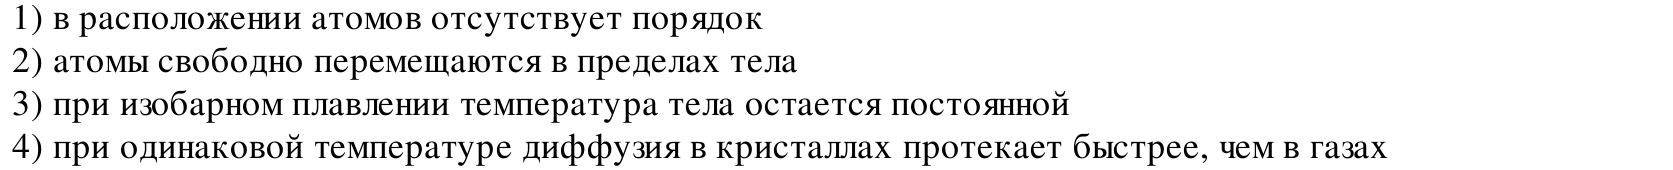 1) в расположении атомов отсутствует порядок
2) атомы свободно перемещаются в пределах тела
3) при изобарном плавлении температура тела остается постоянной
4) при одинаковой температуре диффузия в кристаллах протекает быстрее, чем в газах